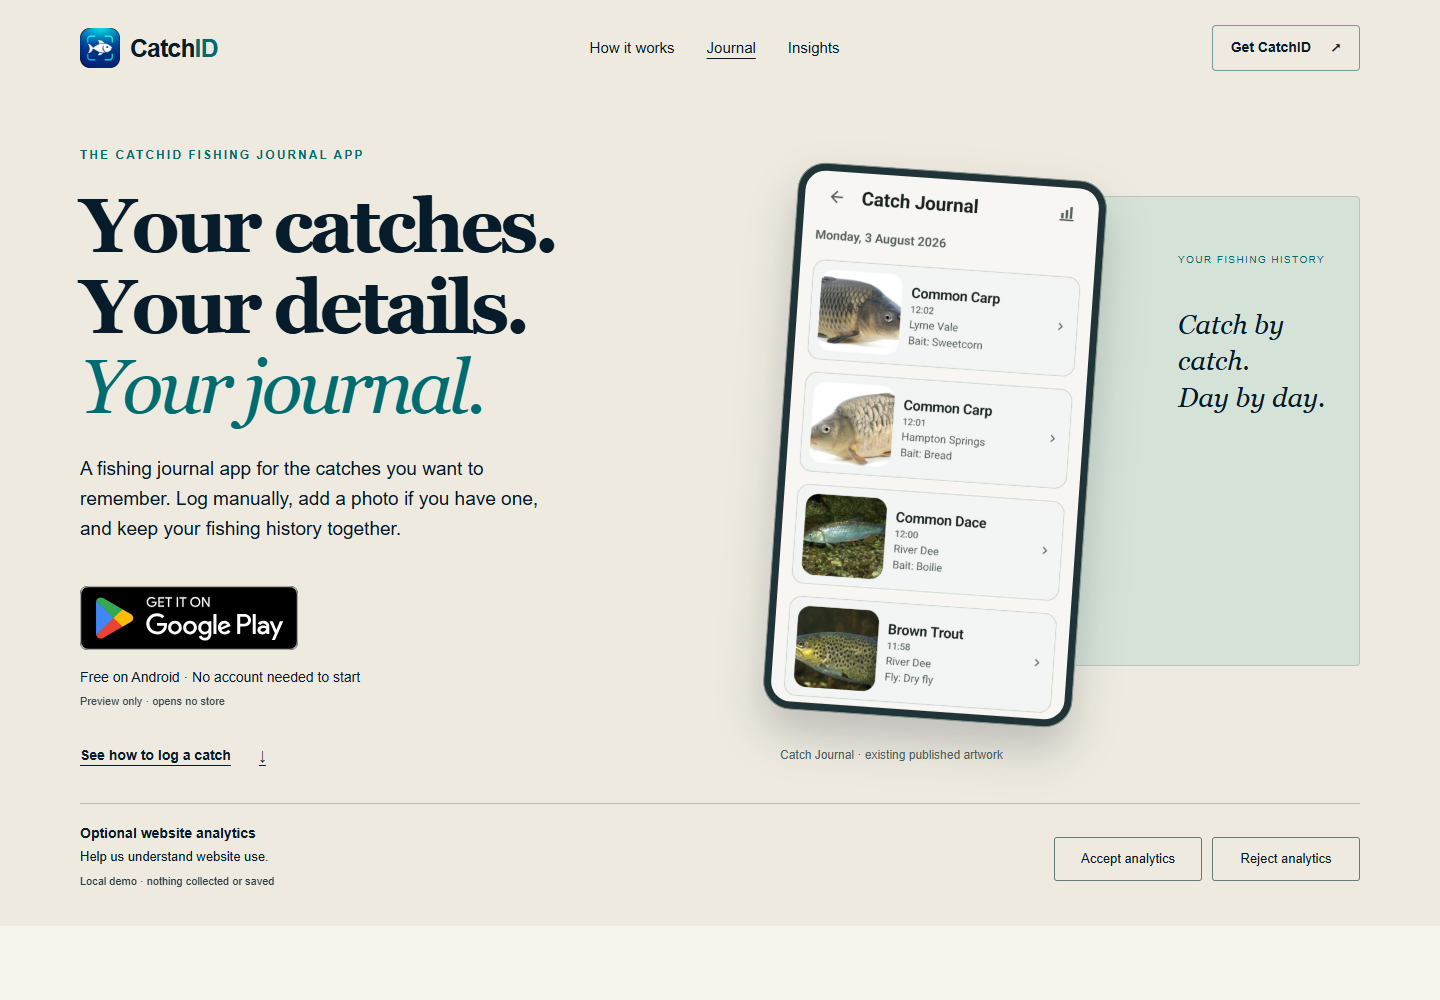 CatchID
How it works
Journal
Insights
Get CatchID ↗
THE CATCHID FISHING JOURNAL APP
Your catches.
Your details.
Your journal.
A fishing journal app for the catches you want to
remember. Log manually, add a photo if you have one,
and keep your fishing history together.
GET IT ON
Google Play
Free on Android · No account needed to start
Preview only · opens no store
See how to log a catch ↓
Catch Journal
Monday, 3 August 2026
Common Carp
12:02
Lyme Vale
Bait: Sweetcorn
Common Carp
12:01
Hampton Springs
Bait: Bread
Common Dace
12:00
River Dee
Bait: Boilie
Brown Trout
11:58
River Dee
Fly: Dry fly
YOUR FISHING HISTORY
Catch by
catch.
Day by day.
Catch Journal · existing published artwork
Optional website analytics
Help us understand website use.
Local demo · nothing collected or saved
Accept analytics
Reject analytics